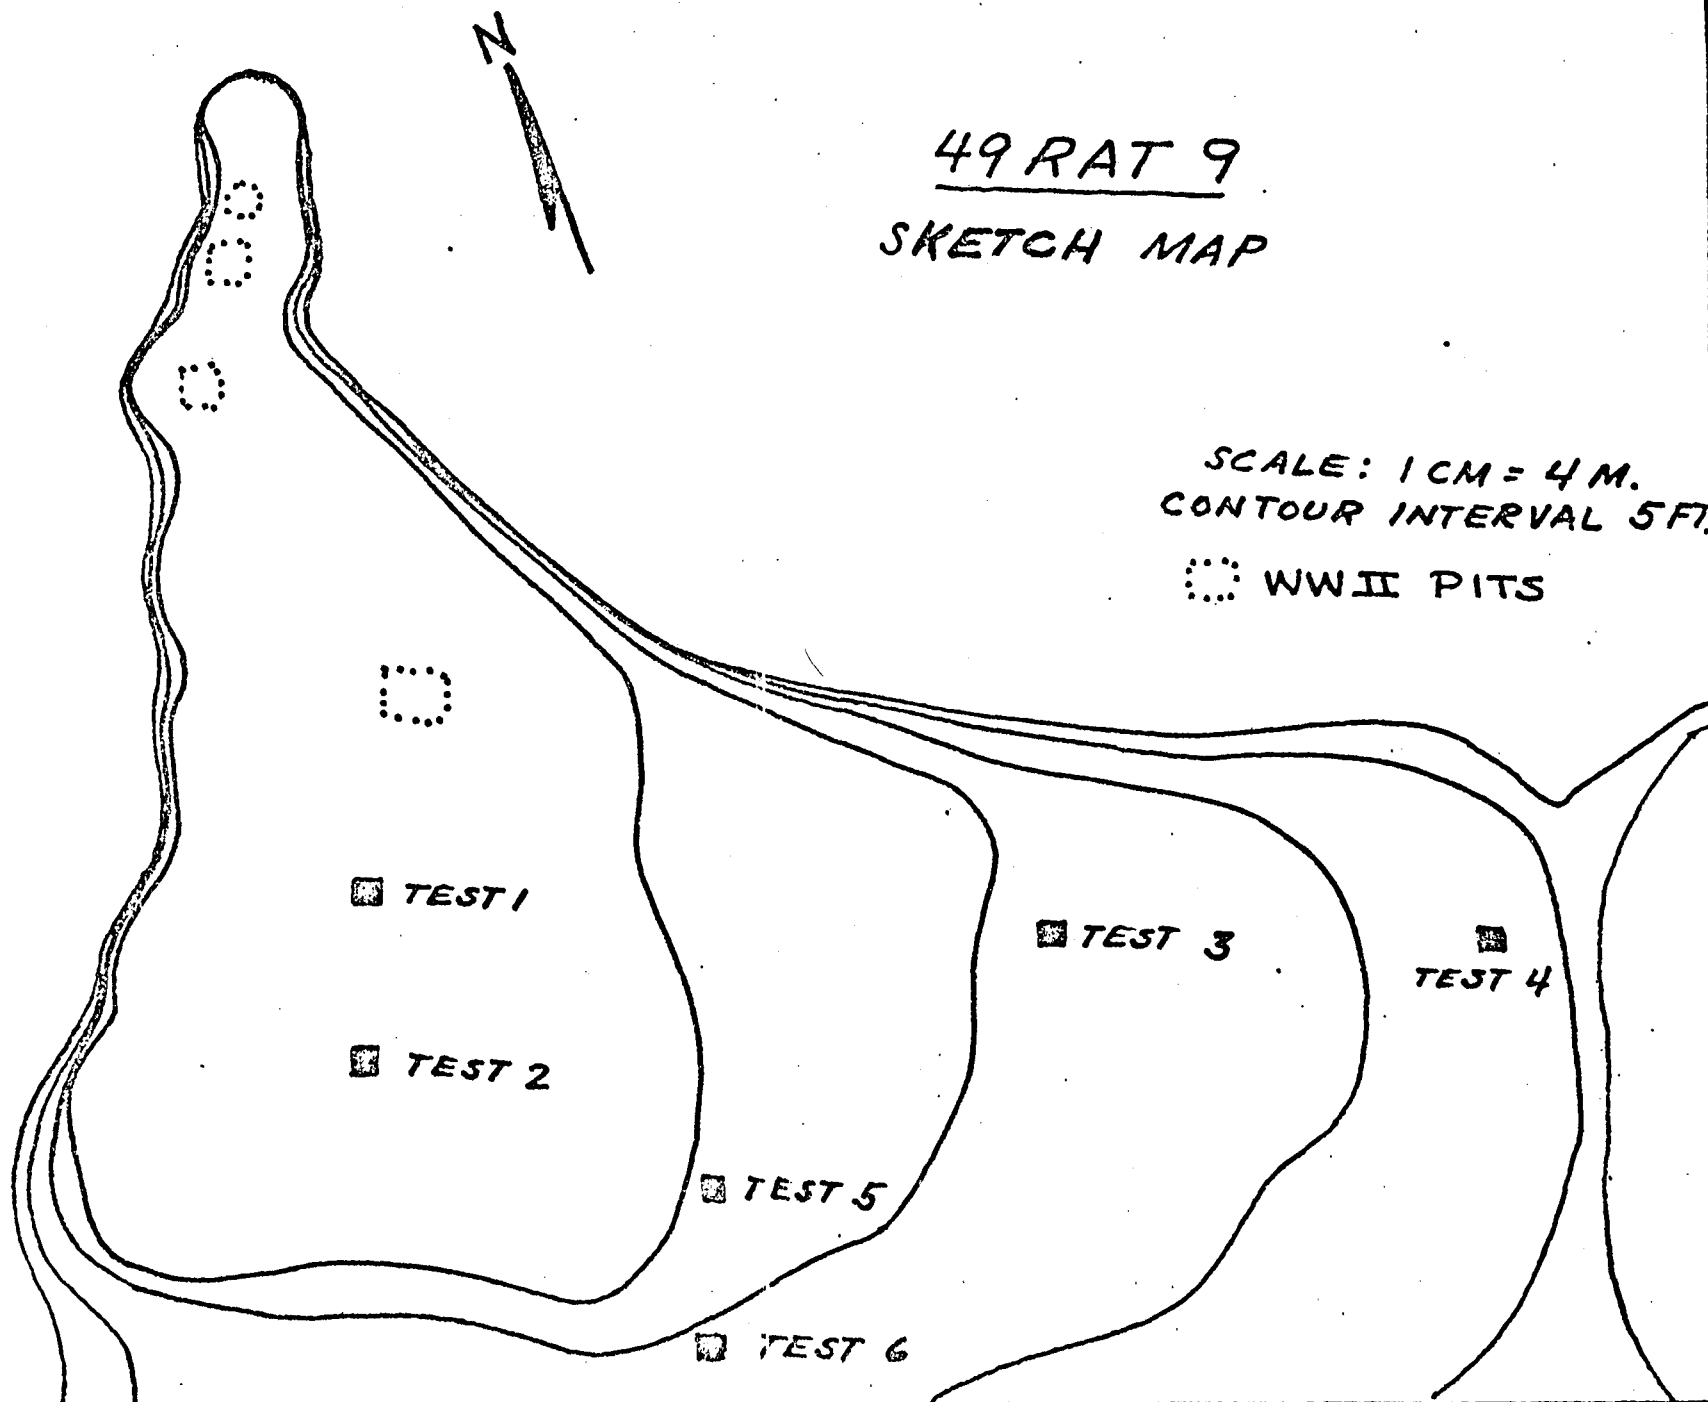 N
49 RAT 9
SKETCH MAP
SCALE: 1 CM = 4 M.
CONTOUR INTERVAL 5 FT.
WW II PITS
TEST 1
TEST 3
TEST 4
TEST 2
TEST 5
TEST 6